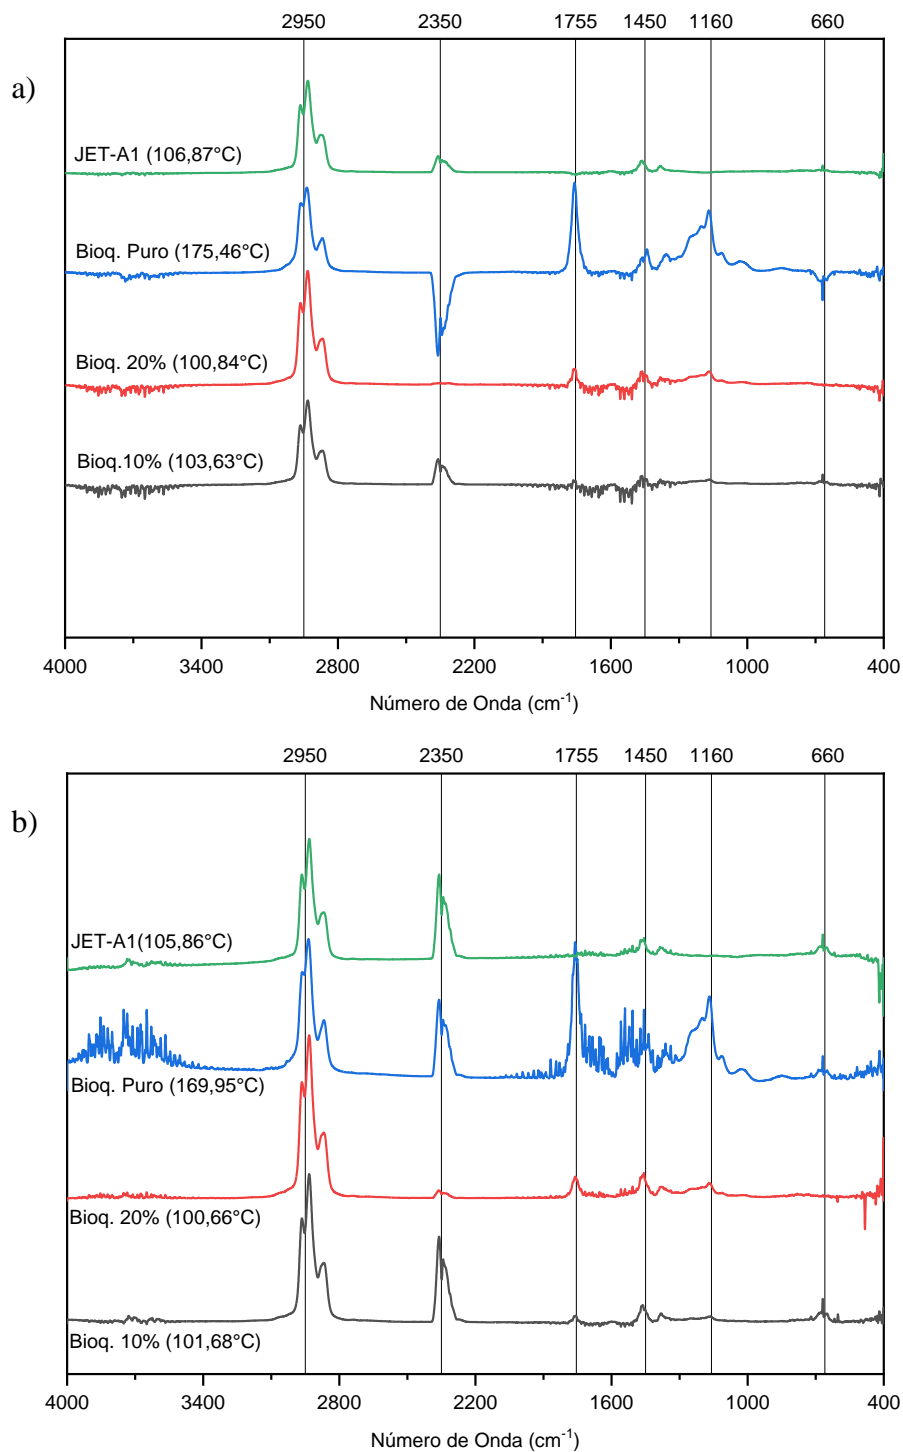 2950 2350 1755 1450 1160 660
a)
JET-A1 (106,87°C)
Bioq. Puro (175,46°C)
Bioq. 20% (100,84°C)
Bioq.10% (103,63°C)
4000 3400 2800 2200 1600 1000 400
Número de Onda (cm⁻¹)
2950 2350 1755 1450 1160 660
b)
JET-A1(105,86°C)
Bioq. Puro (169,95°C)
Bioq. 20% (100,66°C)
Bioq. 10% (101,68°C)
4000 3400 2800 2200 1600 1000 400
Número de Onda (cm⁻¹)